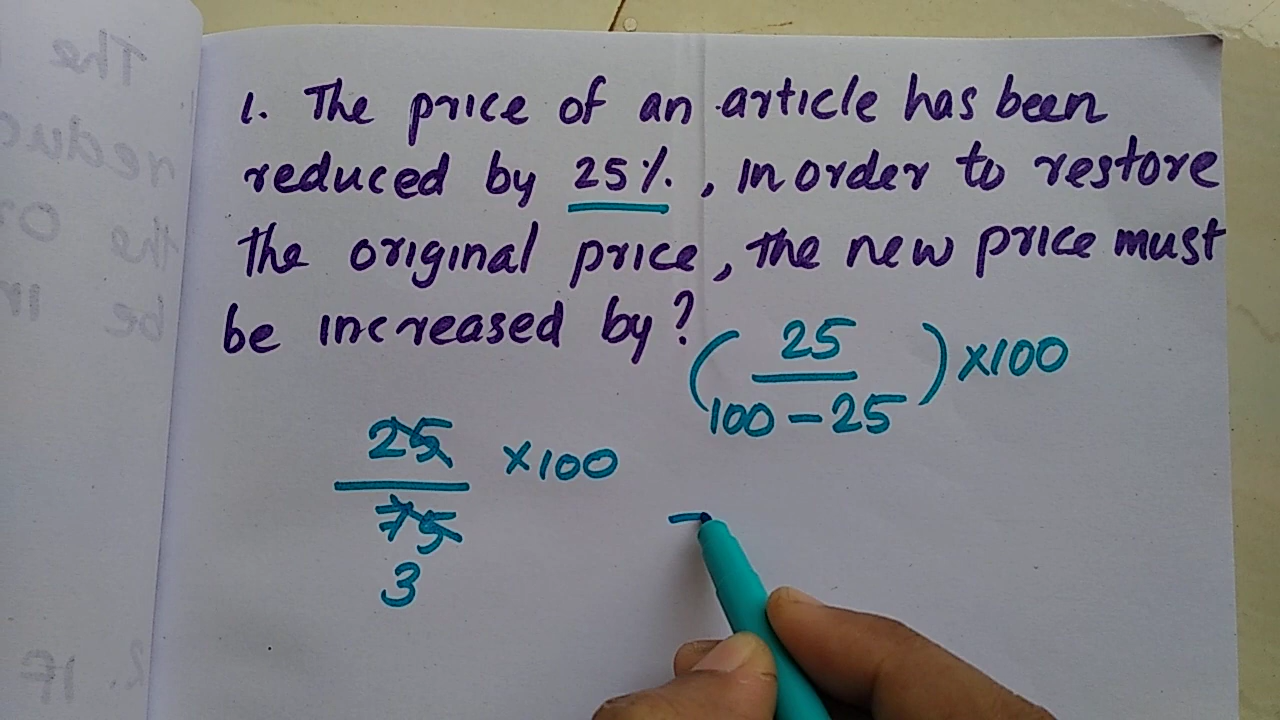 1. The price of an article has been
reduced by 25%, in order to restore
the original price, the new price must
be increased by?
(25/100-25)×100
25/75 ×100
3